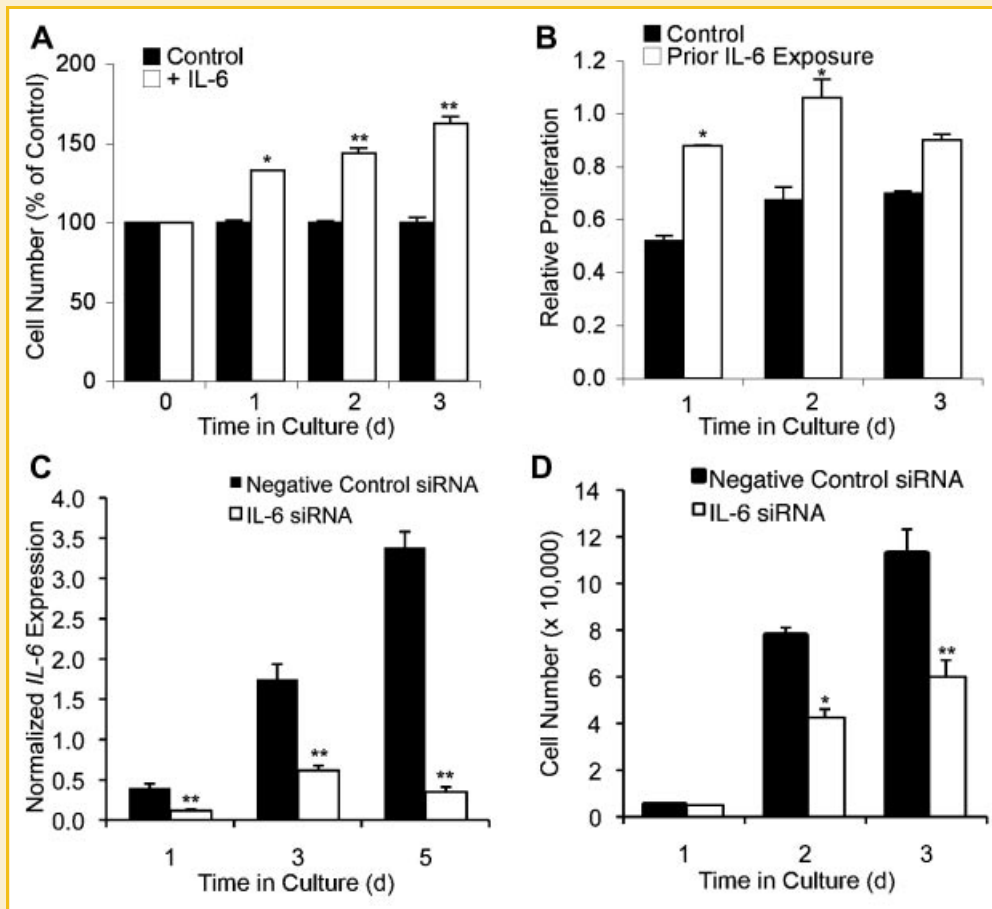 A
Control
+ IL-6
Cell Number (% of Control)
200
150
100
50
0
* ** **
0 1 2 3
Time in Culture (d)
B
Control
Prior IL-6 Exposure
Relative Proliferation
1.2
1.0
0.8
0.6
0.4
0.2
0.0
* *
1 2 3
Time in Culture (d)
C
Negative Control siRNA
IL-6 siRNA
Normalized IL-6 Expression
4.0
3.5
3.0
2.5
2.0
1.5
1.0
0.5
0.0
** ** **
1 3 5
Time in Culture (d)
D
Negative Control siRNA
IL-6 siRNA
Cell Number (x 10,000)
14
12
10
8
6
4
2
0
* **
1 2 3
Time in Culture (d)